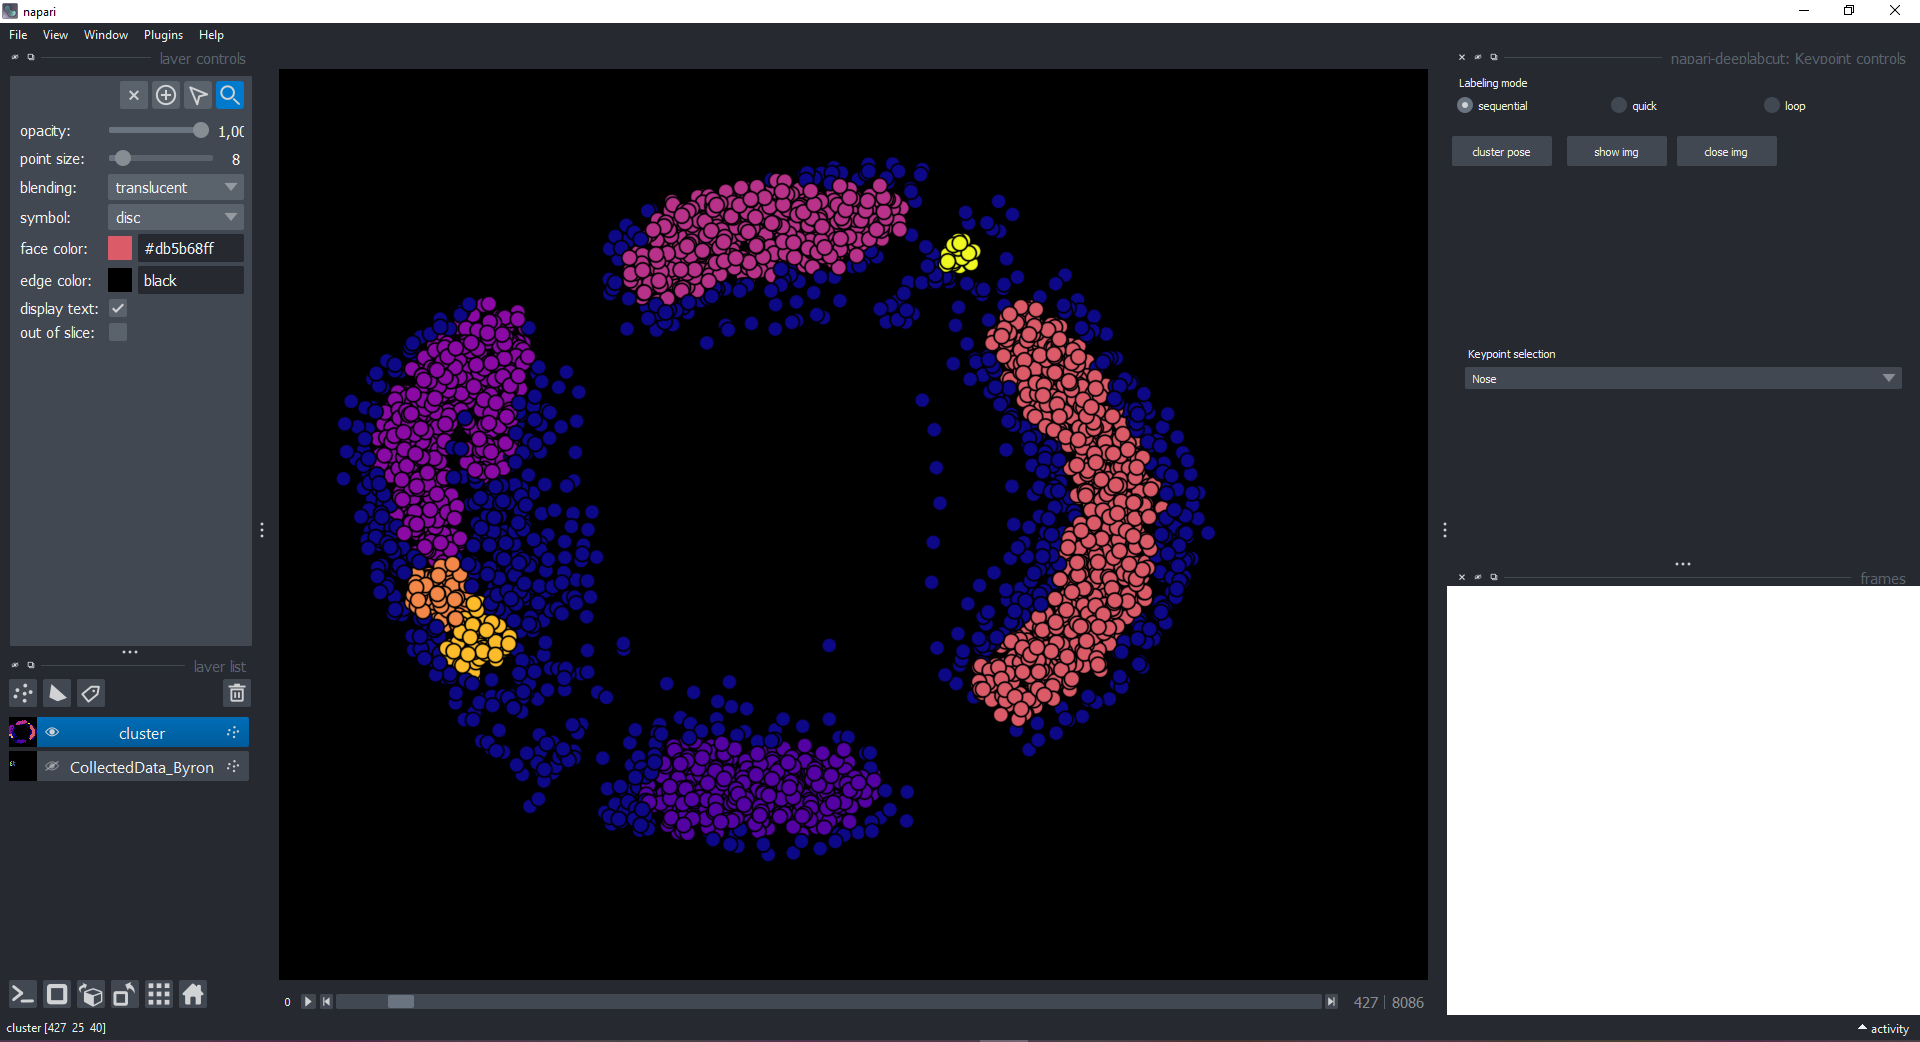 napari
File View Window Plugins Help
layer controls
opacity: 1,00
point size: 8
blending: translucent
symbol: disc
face color: #db5b68ff
edge color: black
display text:
out of slice:
layer list
cluster
CollectedData_Byron
0
427 | 8086
cluster [427 25 40]
napari-deeplabcut: Keypoint controls
Labeling mode
sequential quick loop
cluster pose show img close img
Keypoint selection
Nose
frames
activity